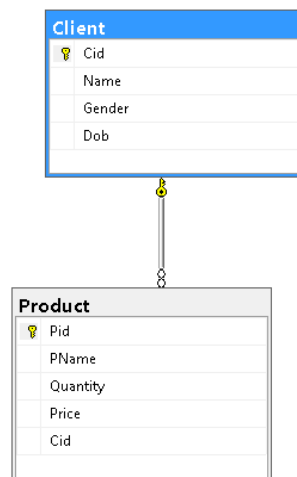 Client
Cid
Name
Gender
Dob
Product
Pid
PName
Quantity
Price
Cid